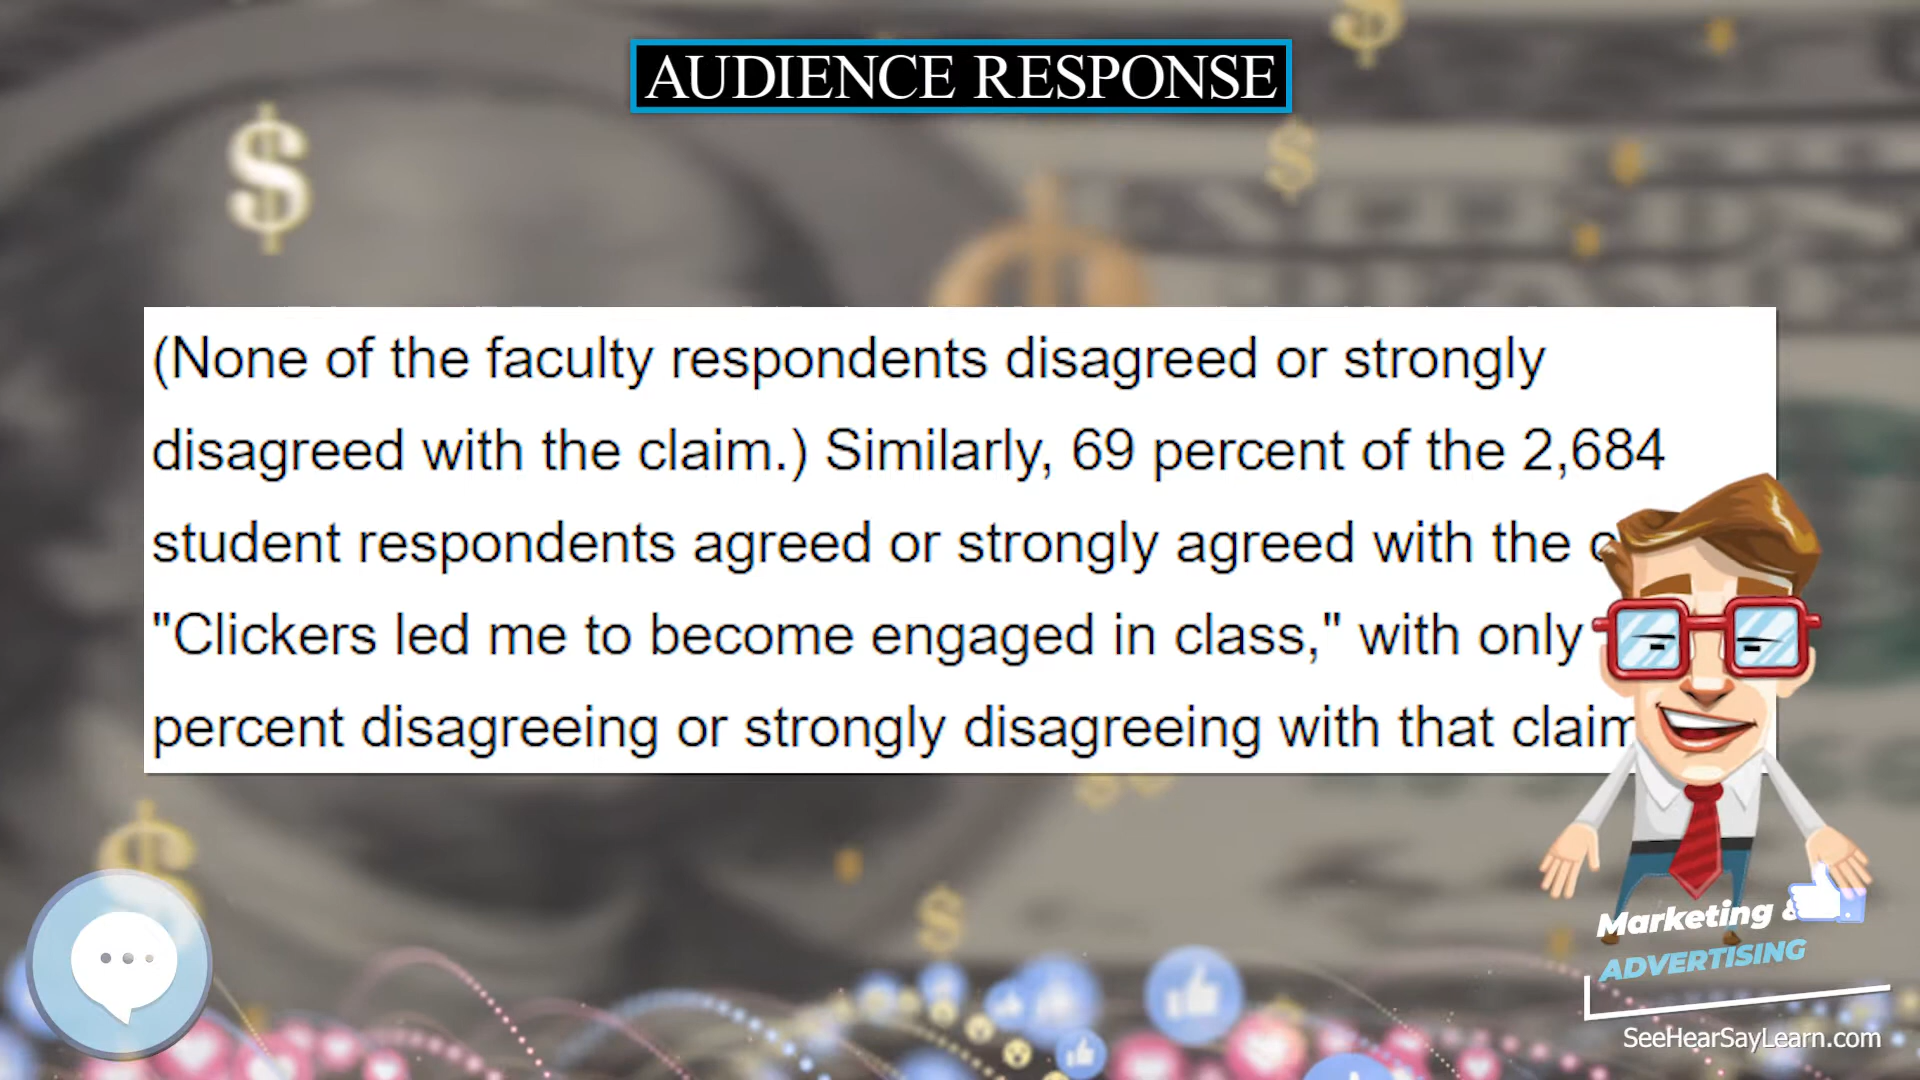 AUDIENCE RESPONSE
(None of the faculty respondents disagreed or strongly
disagreed with the claim.) Similarly, 69 percent of the 2,684
student respondents agreed or strongly agreed with the
"Clickers led me to become engaged in class," with only
percent disagreeing or strongly disagreeing with that claim
Marketing &
ADVERTISING
SeeHearSayLearn.com